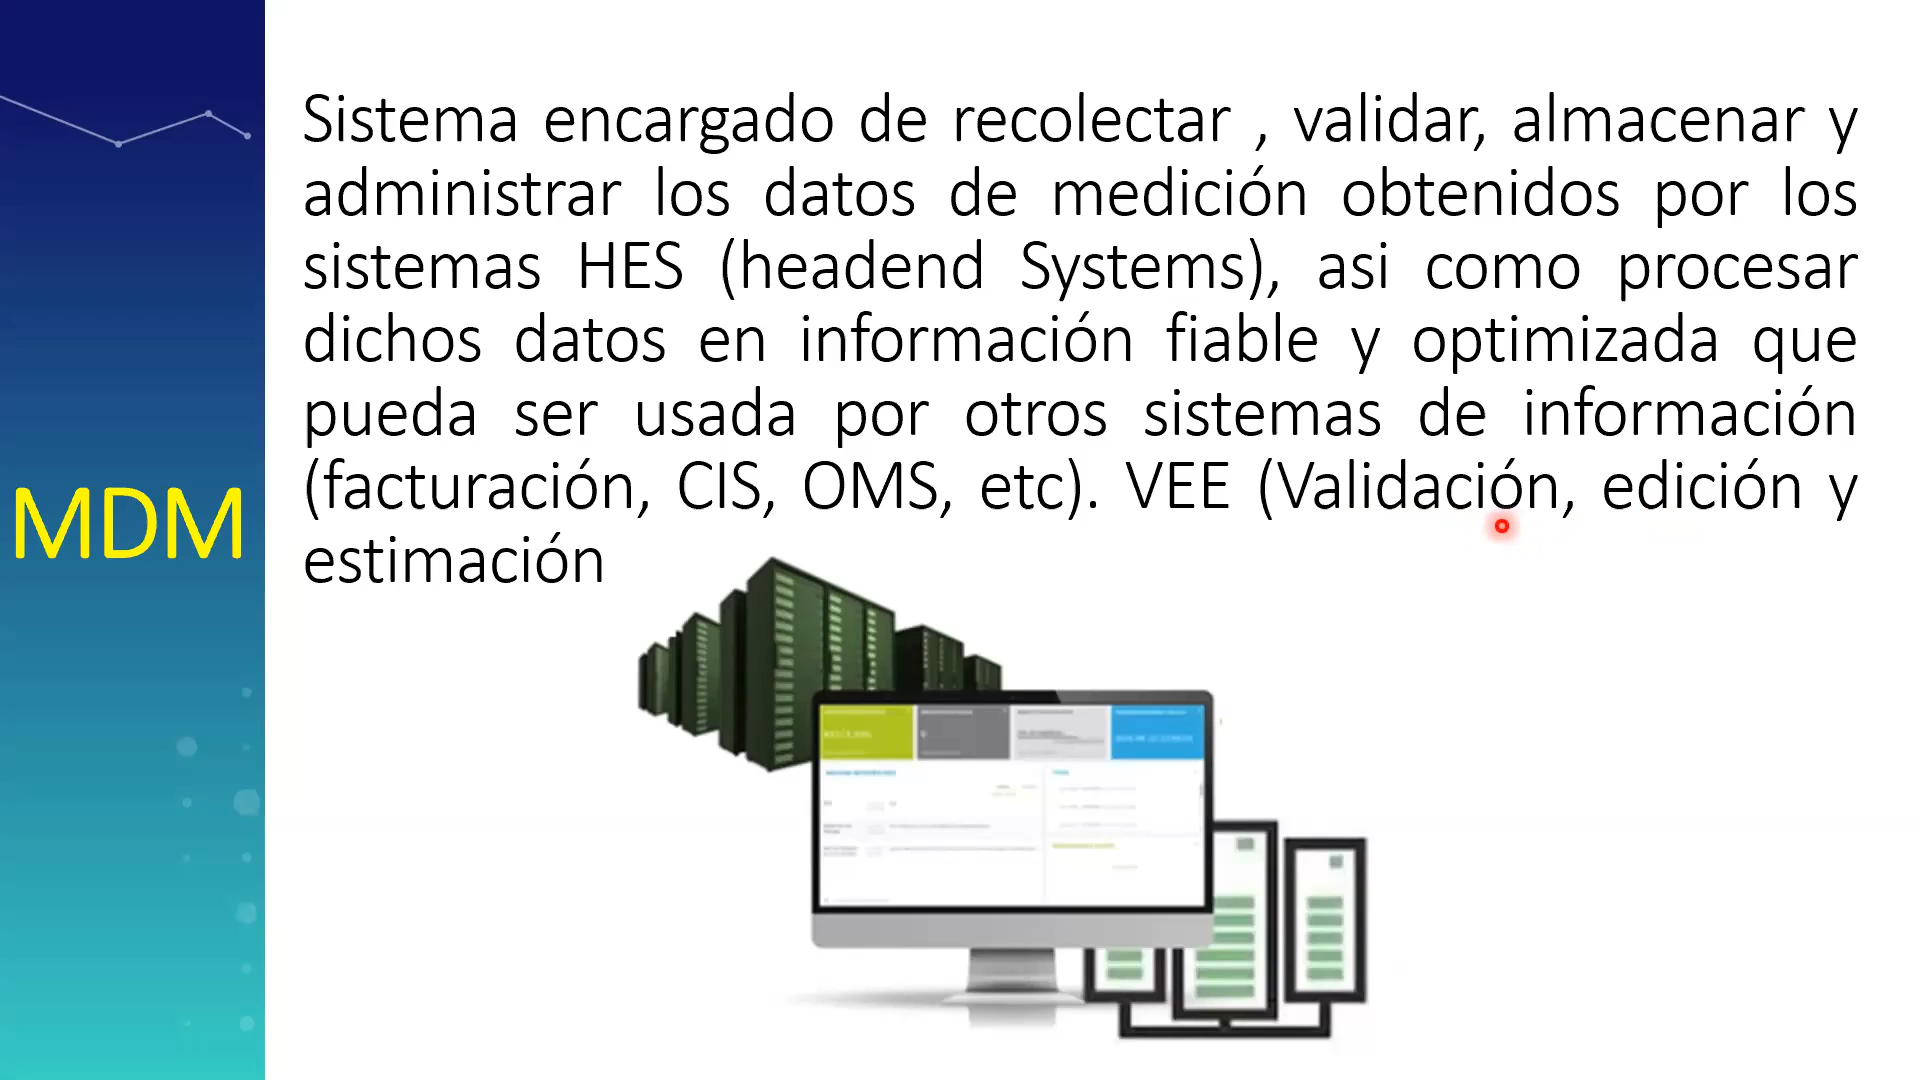 MDM
Sistema encargado de recolectar , validar, almacenar y
administrar los datos de medición obtenidos por los
sistemas HES (headend Systems), asi como procesar
dichos datos en información fiable y optimizada que
pueda ser usada por otros sistemas de información
(facturación, CIS, OMS, etc). VEE (Validación, edición y
estimación